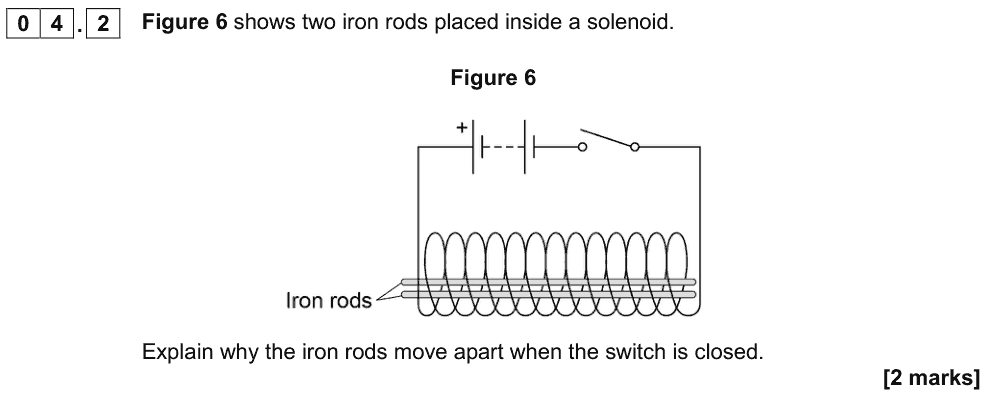 0 4 . 2 Figure 6 shows two iron rods placed inside a solenoid.
Figure 6
+
Iron rods
Explain why the iron rods move apart when the switch is closed.
[2 marks]